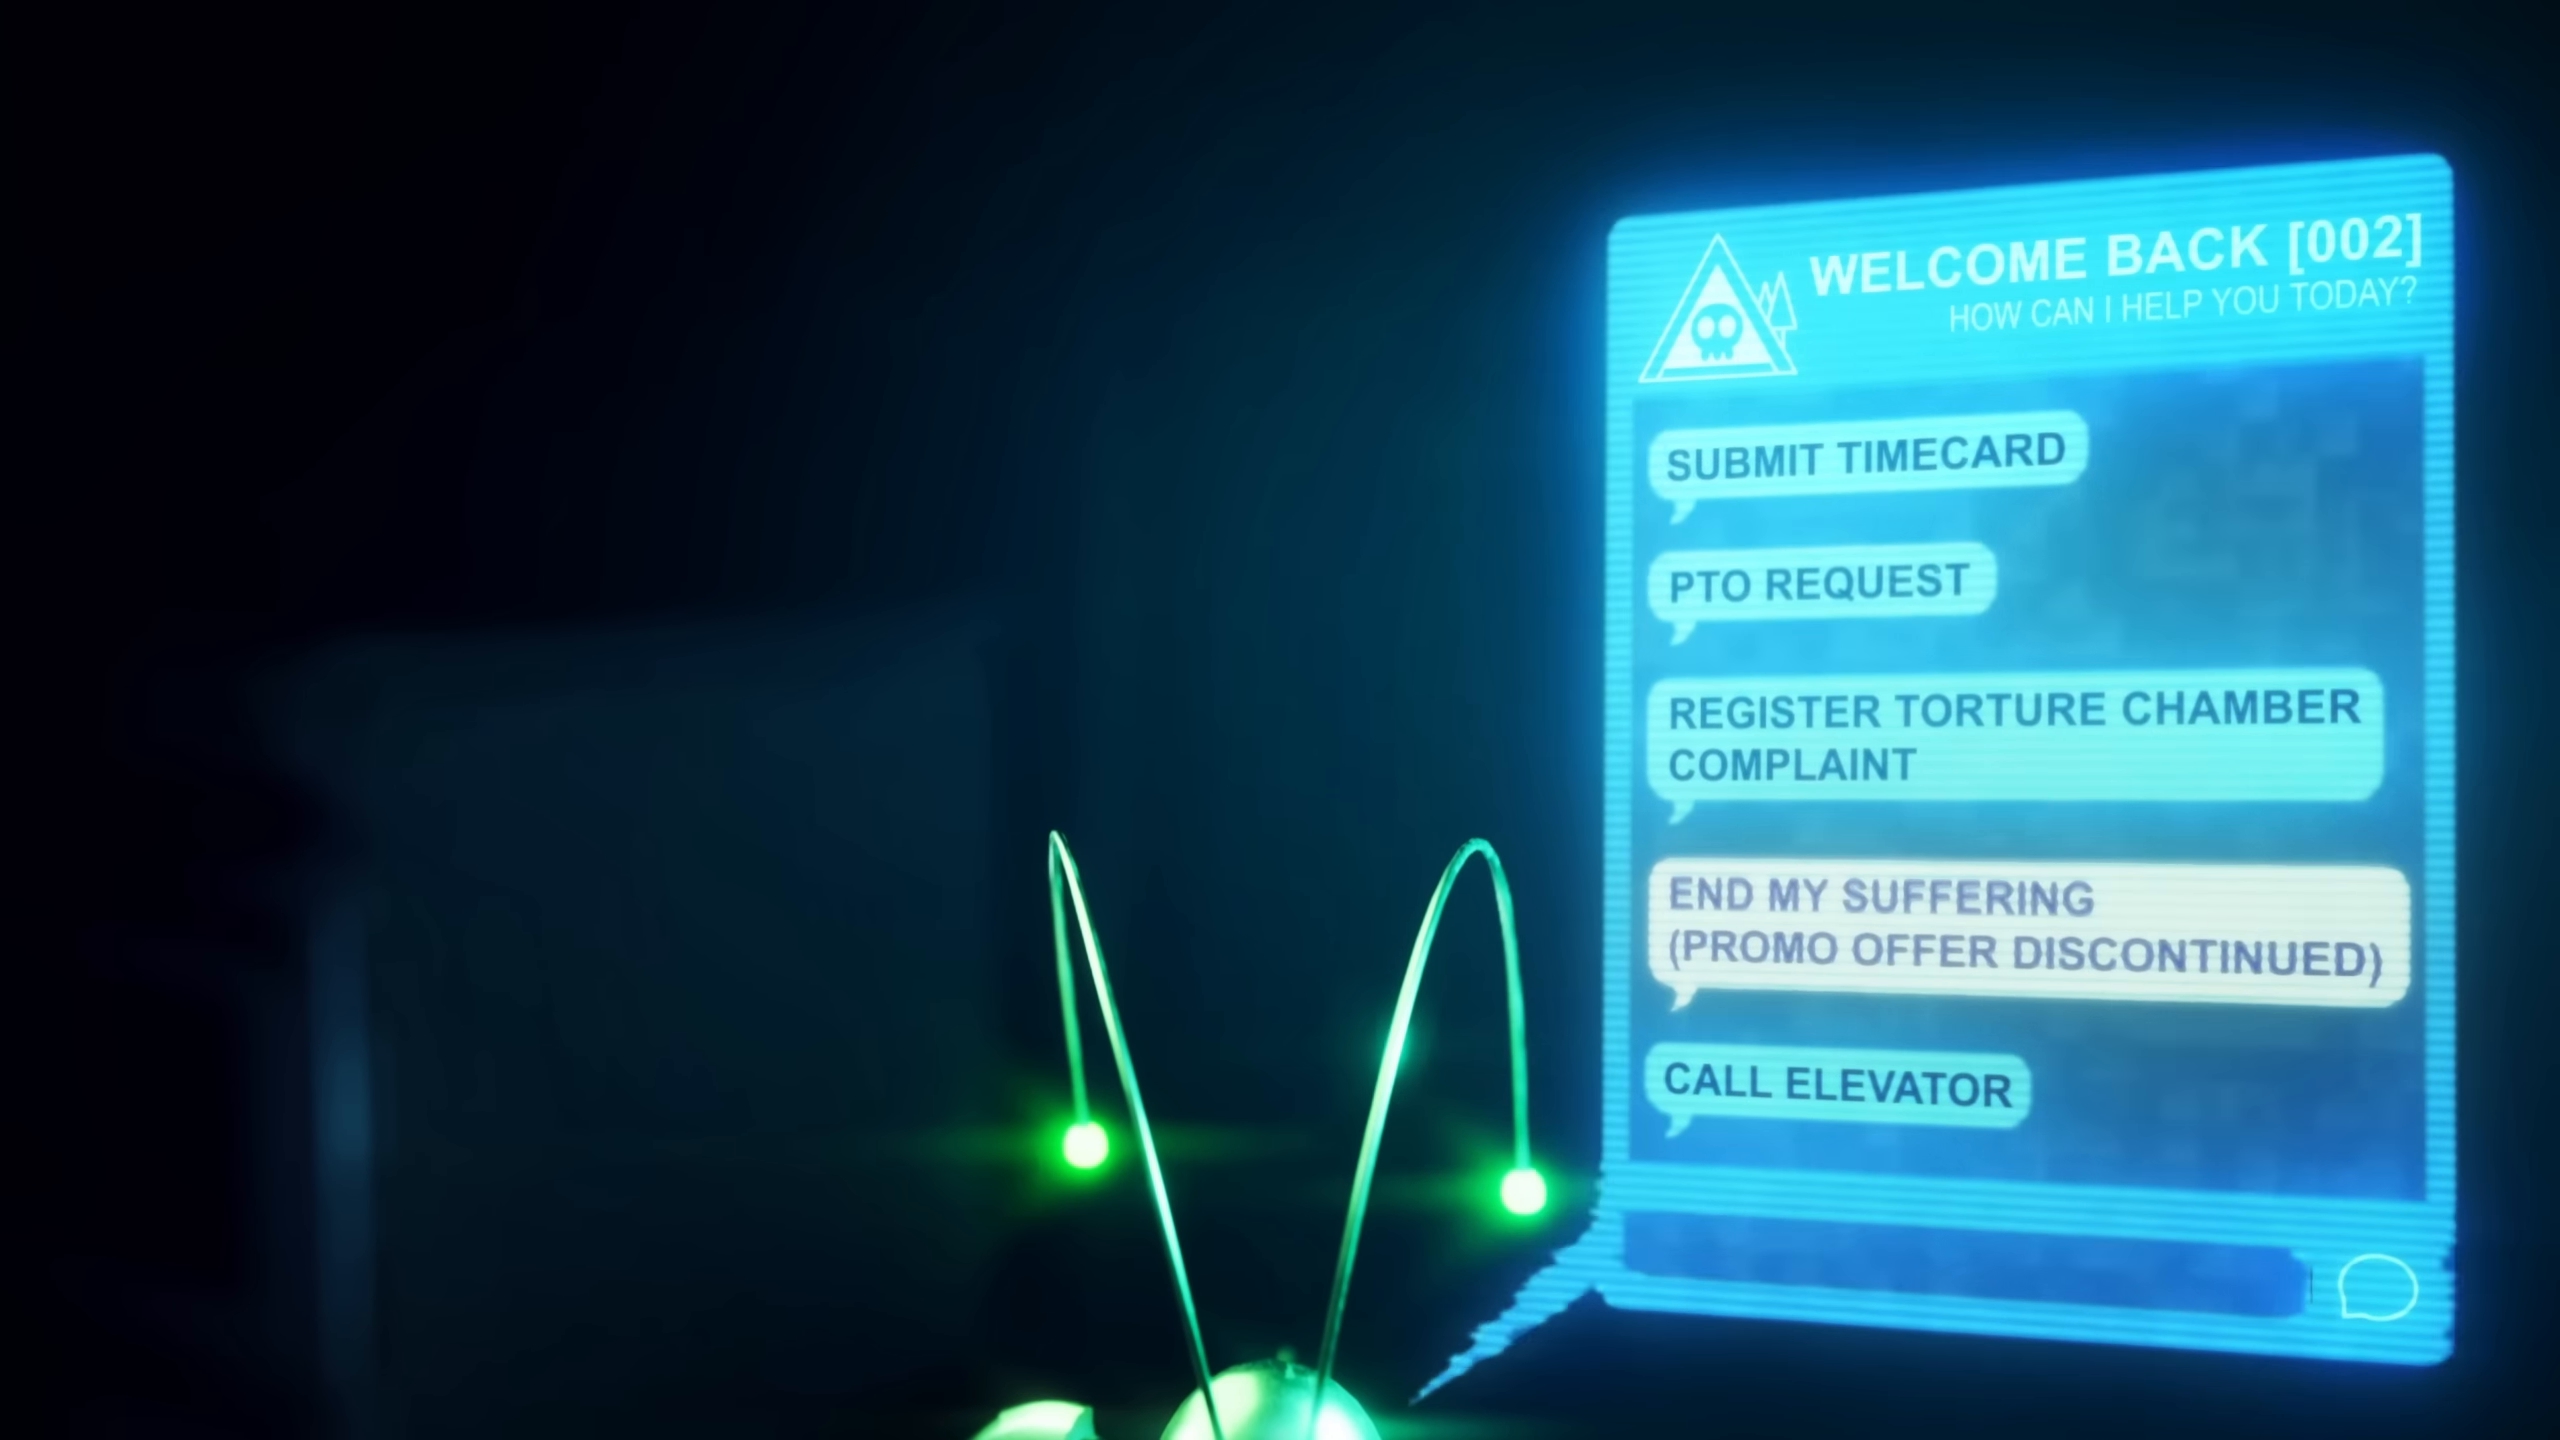 WELCOME BACK [002]
HOW CAN I HELP YOU TODAY?
SUBMIT TIMECARD
PTO REQUEST
REGISTER TORTURE CHAMBER
COMPLAINT
END MY SUFFERING
(PROMO OFFER DISCONTINUED)
CALL ELEVATOR